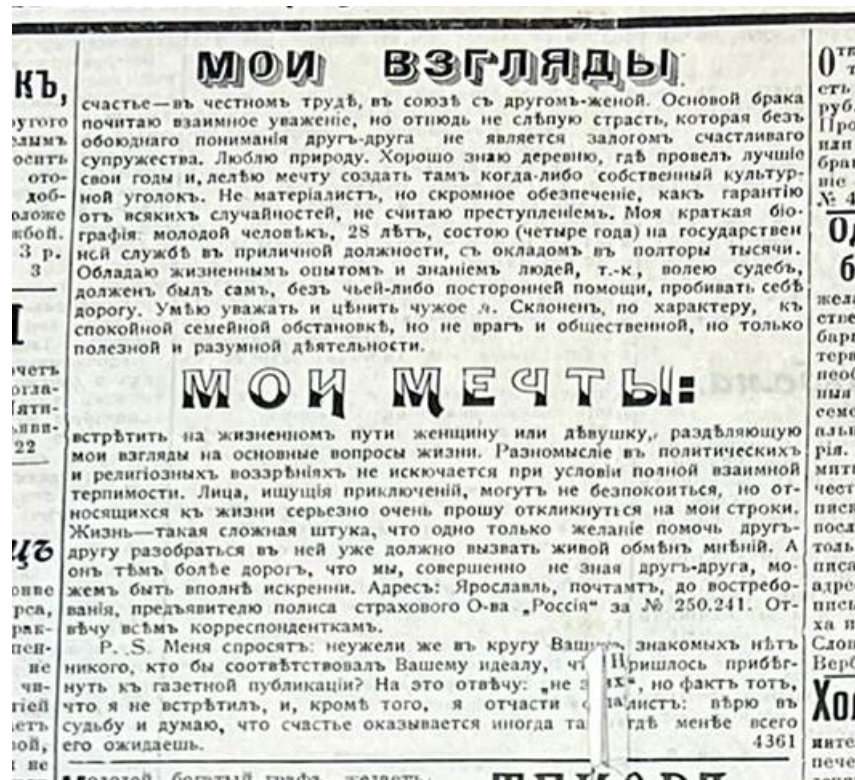 МОИ ВЗГЛЯДЫ:
счастье—въ честномъ трудѣ, въ союзѣ съ другомъ-женой. Основой брака
почитаю взаимное уваженіе, но отнюдь не слѣпую страсть, которая безъ
обоюднаго пониманія другъ-друга не является залогомъ счастливаго
супружества. Люблю природу. Хорошо знаю деревню, гдѣ провелъ лучшіе
свои годы и, лелѣю мечту создать тамъ когда-либо собственный культур-
ной уголокъ. Не матеріалистъ, но скромное обезпеченіе, какъ гарантію
отъ всякихъ случайностей, не считаю преступленіемъ. Моя краткая біо-
графія: молодой человѣкъ, 28 лѣтъ, состою (четыре года) на государствен
ной службѣ въ приличной должности, съ окладомъ въ полторы тысячи.
Обладаю жизненнымъ опытомъ и знаніемъ людей, т.-к., волею судебъ,
долженъ былъ самъ, безъ чьей-либо посторонней помощи, пробивать себѣ
дорогу. Умѣю уважать и цѣнить чужое „я. Склоненъ, по характеру, къ
спокойной семейной обстановкѣ, но не врагъ и общественной, но только
полезной и разумной дѣятельности.
МОИ МЕЧТЫ:
встрѣтить на жизненномъ пути женщину или дѣвушку, раздѣляющую
мои взгляды на основные вопросы жизни. Разномысліе въ политическихъ
и религіозныхъ воззрѣніяхъ не исключается при условіи полной взаимной
терпимости. Лица, ищущія приключеній, могутъ не безпокоиться, но от-
носящихся къ жизни серьезно очень прошу откликнуться на мои строки.
Жизнь—такая сложная штука, что одно только желаніе помочь другъ-
другу разобраться въ ней уже должно вызвать живой обмѣнъ мнѣній. А
онъ тѣмъ болѣе дорогъ, что мы, совершенно не зная другъ-друга, мо-
жемъ быть вполнѣ искренни. Адресъ: Ярославль, почтамтъ, до востребо-
ванія, предъявителю полиса страхового О-ва „Россія“ за № 250.241. От-
вѣчу всѣмъ корреспонденткамъ.
P. S. Меня спросятъ: неужели же въ кругу знакомыхъ нѣтъ
никого, кто бы соотвѣтствовалъ Вашему идеалу, пришлось прибѣг-
нуть къ газетной публикаціи? На это отвѣчу: „не но фактъ тотъ,
что я не встрѣтилъ, и, кромѣ того, я отчасти вѣрю въ
судьбу и думаю, что счастье оказывается иногда гдѣ менѣе всего
его ожидаешь. 4361